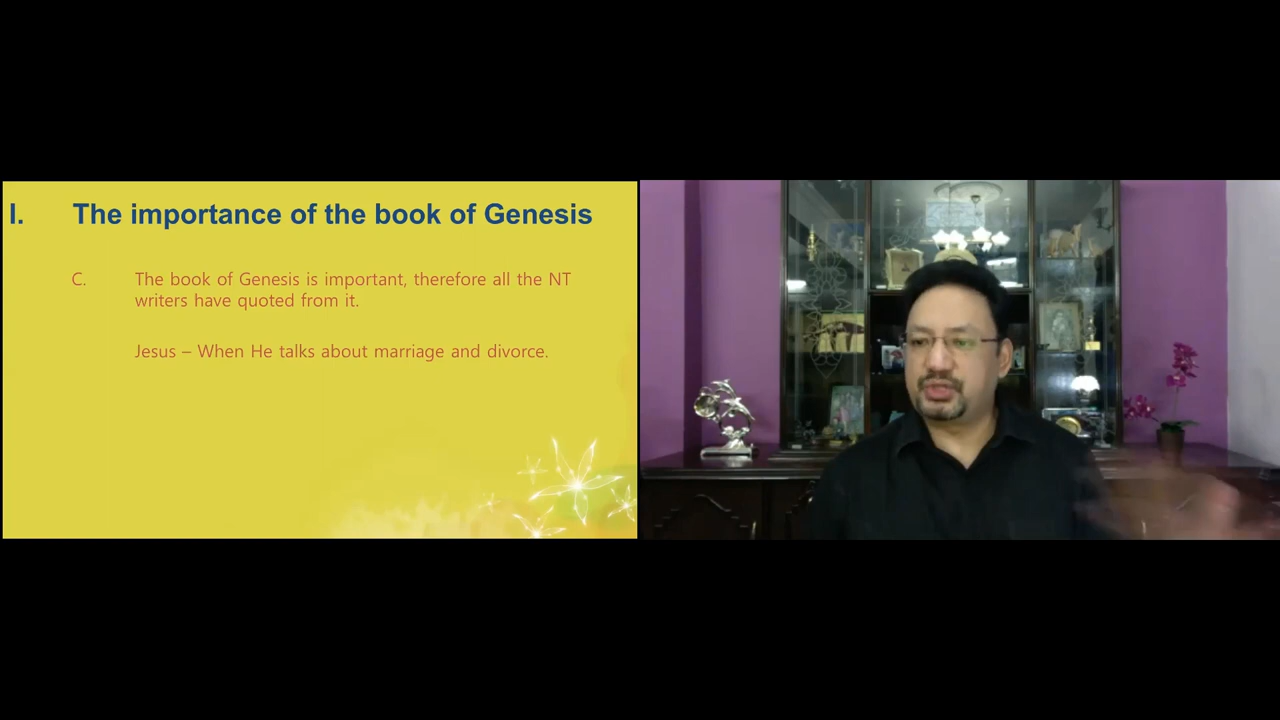 I. The importance of the book of Genesis
C. The book of Genesis is important, therefore all the NT
writers have quoted from it.
Jesus – When He talks about marriage and divorce.